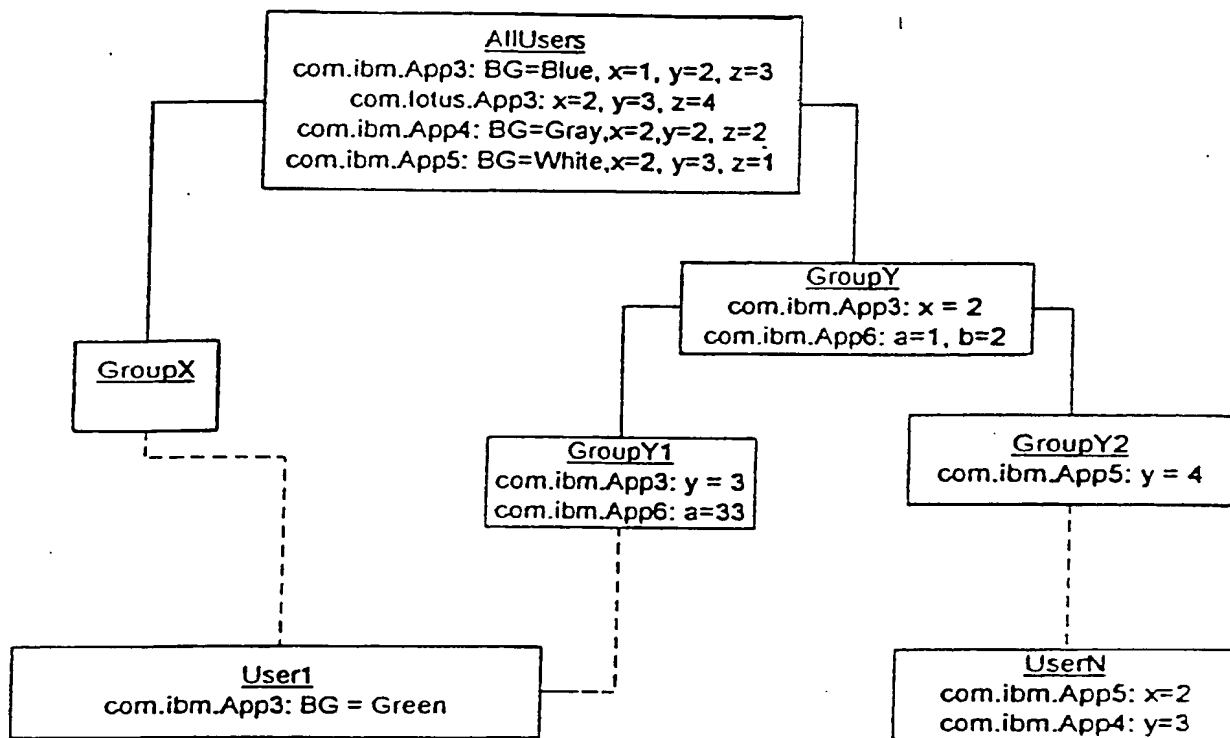 AllUsers
com.ibm.App3: BG=Blue, x=1, y=2, z=3
com.lotus.App3: x=2, y=3, z=4
com.ibm.App4: BG=Gray,x=2,y=2, z=2
com.ibm.App5: BG=White,x=2, y=3, z=1
GroupY
com.ibm.App3: x = 2
com.ibm.App6: a=1, b=2
GroupX
GroupY1
com.ibm.App3: y = 3
com.ibm.App6: a=33
GroupY2
com.ibm.App5: y = 4
User1
com.ibm.App3: BG = Green
UserN
com.ibm.App5: x=2
com.ibm.App4: y=3